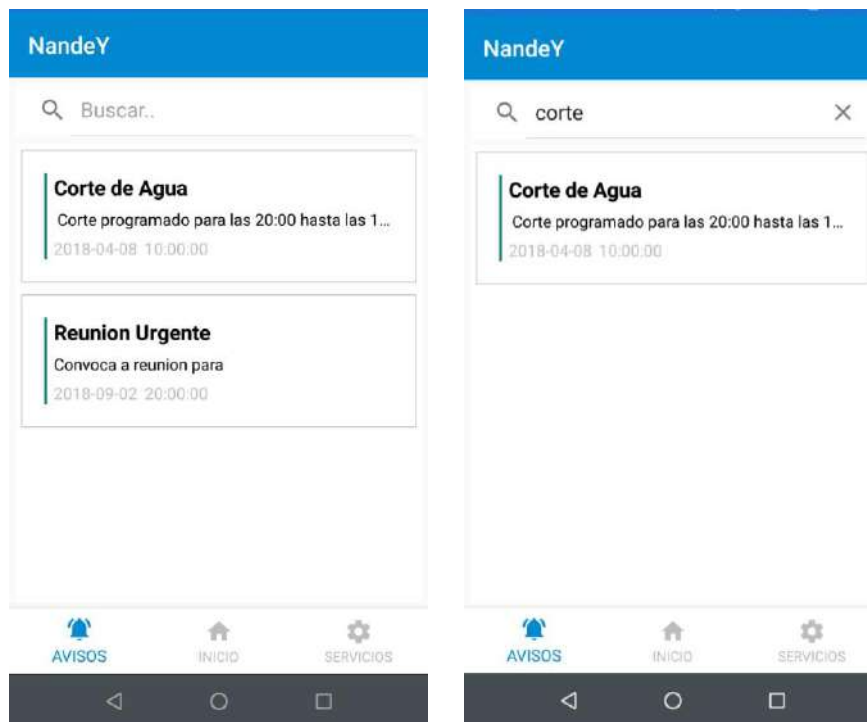 NandeY
Buscar..
Corte de Agua
Corte programado para las 20:00 hasta las 1...
2018-04-08 10:00:00
Reunion Urgente
Convoca a reunion para
2018-09-02 20:00:00
AVISOS
INICIO
SERVICIOS
NandeY
corte
Corte de Agua
Corte programado para las 20:00 hasta las 1...
2018-04-08 10:00:00
AVISOS
INICIO
SERVICIOS